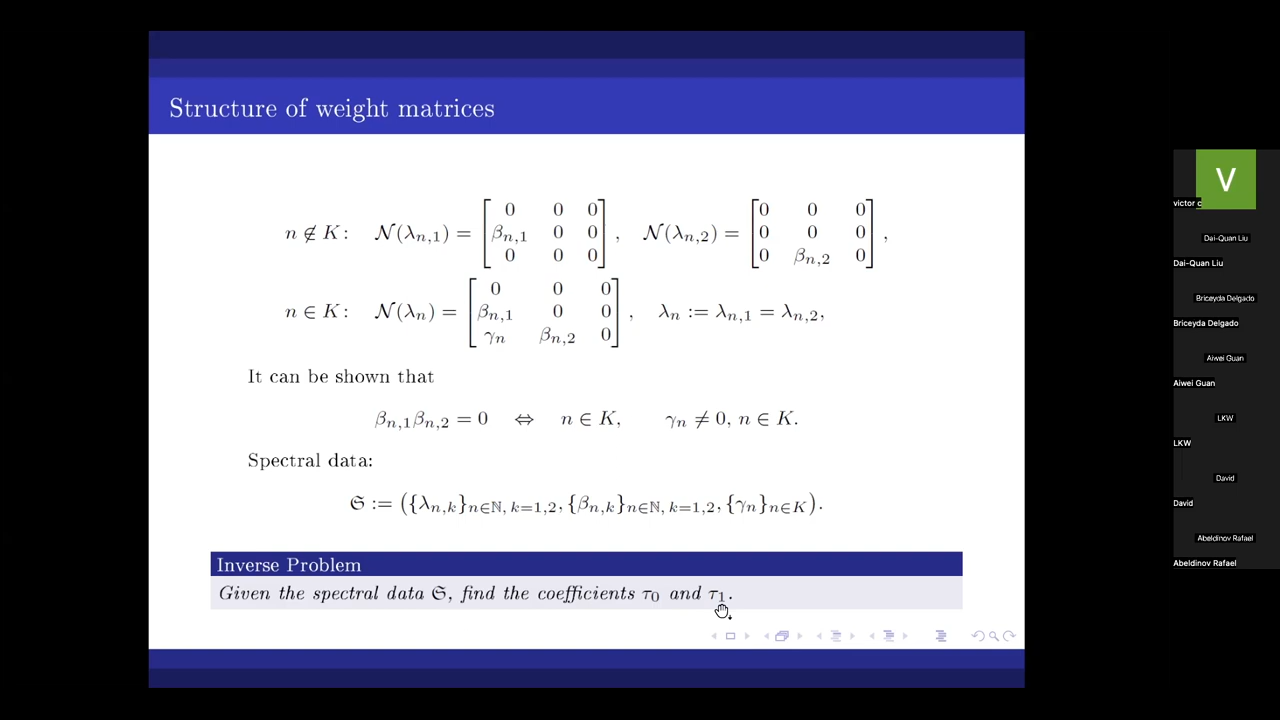 Structure of weight matrices
n ∉ K: 𝒩(λ_{n,1}) = [0 0 0; β_{n,1} 0 0; 0 0 0], 𝒩(λ_{n,2}) = [0 0 0; 0 0 0; 0 β_{n,2} 0],
n ∈ K: 𝒩(λ_n) = [0 0 0; β_{n,1} 0 0; γ_n β_{n,2} 0], λ_n := λ_{n,1} = λ_{n,2},
It can be shown that
β_{n,1}β_{n,2} = 0 ⇔ n ∈ K, γ_n ≠ 0, n ∈ K.
Spectral data:
𝔖 := ({λ_{n,k}}_{n∈ℕ, k=1,2}, {β_{n,k}}_{n∈ℕ, k=1,2}, {γ_n}_{n∈K}).
Inverse Problem
Given the spectral data 𝔖, find the coefficients τ_0 and τ_1.
V
victor c
Dai-Quan Liu
Dai-Quan Liu
Briceyda Delgado
Briceyda Delgado
Aiwei Guan
Aiwei Guan
LKW
LKW
David
David
Abeldinov Rafael
Abeldinov Rafael